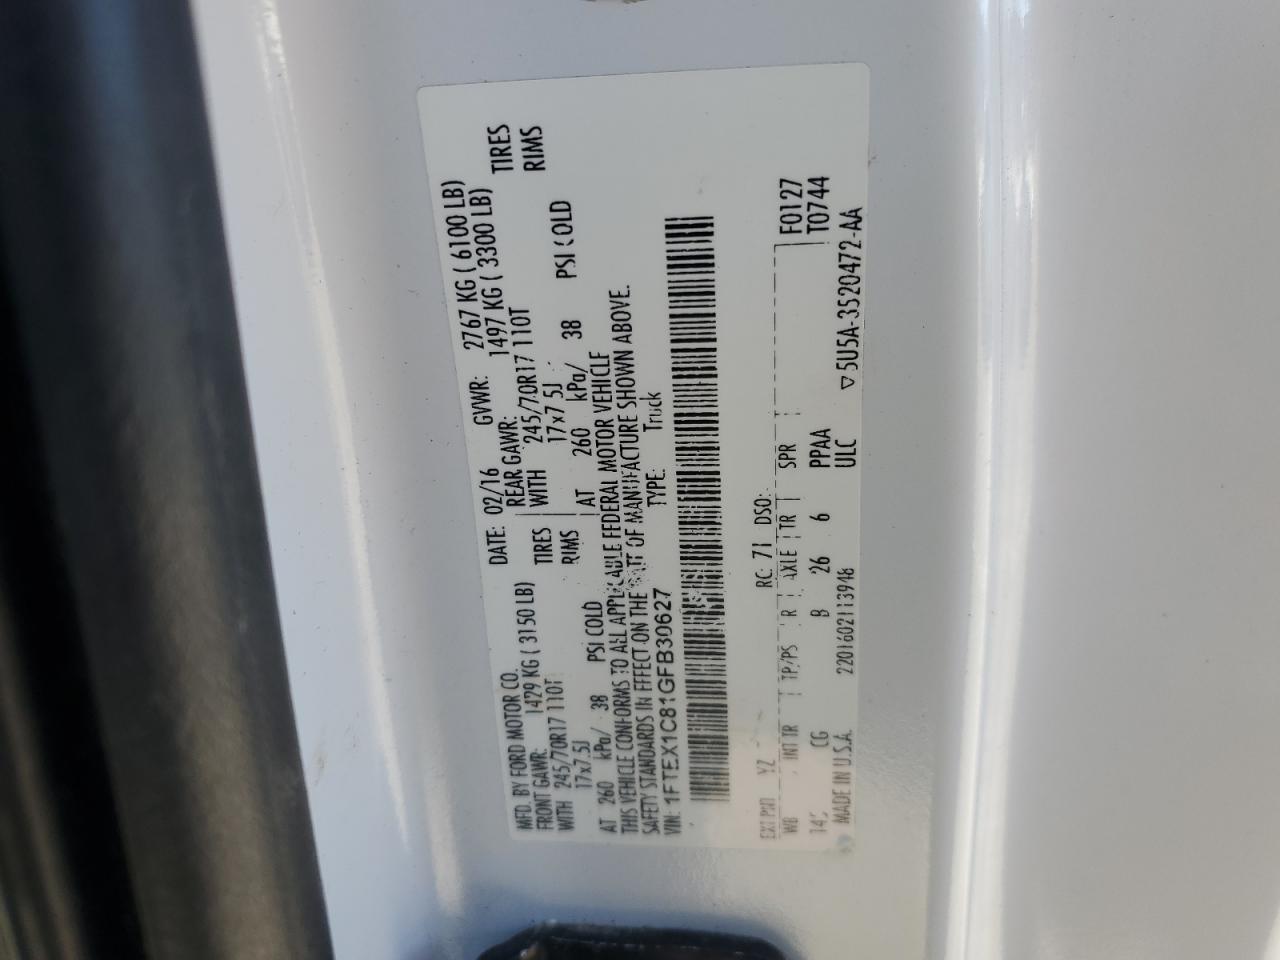 MFD. BY FORD MOTOR CO.
DATE: 02/16 GVWR: 2767 KG ( 6100 LB)
FRONT GAWR: 1429 KG ( 3150 LB)
REAR GAWR: 1497 KG ( 3300 LB)
WITH 245/70R17 110T TIRES
WITH 245/70R17 110T TIRES
17x7.5J RIMS
17x7.5J RIMS
AT 260 kPa/ 38 PSI COLD
AT 260 kPa/ 38 PSI COLD
THIS VEHICLE CONFORMS TO ALL APPLICABLE FEDERAL MOTOR VEHICLE
SAFETY STANDARDS IN EFFECT ON THE DATE OF MANUFACTURE SHOWN ABOVE.
VIN: 1FTEX1C81GFB30627
TYPE: Truck
EXT PNT YZ RC: 71 DSO:
WB INT TR TP/PS R AXLE TR SPR F0127
CG B 26 6 PPAA T0744
MADE IN U.S.A. 2201602113948 ULC ▽5U5A-3520472-AA